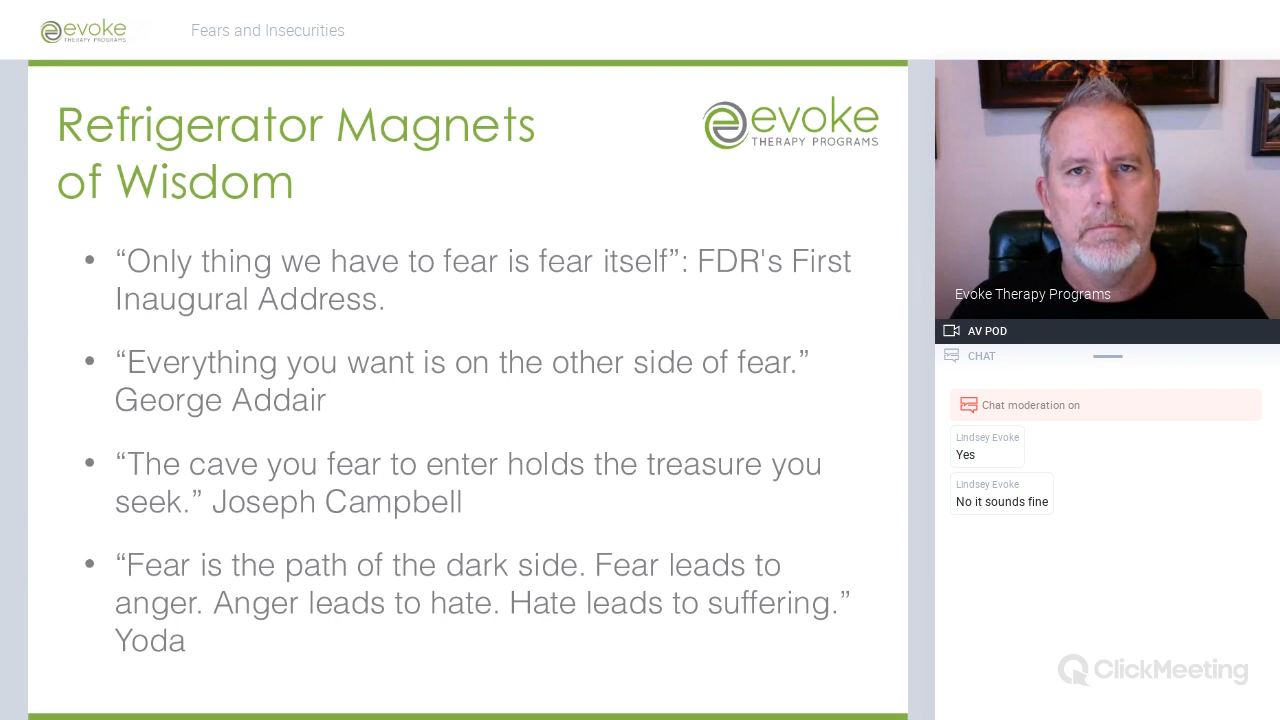 evoke
THERAPY PROGRAMS
Fears and Insecurities
Refrigerator Magnets
of Wisdom
evoke
THERAPY PROGRAMS
• “Only thing we have to fear is fear itself”: FDR's First
Inaugural Address.
• “Everything you want is on the other side of fear.”
George Addair
• “The cave you fear to enter holds the treasure you
seek.” Joseph Campbell
• “Fear is the path of the dark side. Fear leads to
anger. Anger leads to hate. Hate leads to suffering.”
Yoda
Evoke Therapy Programs
AV POD
CHAT
Chat moderation on
Lindsey Evoke
Yes
Lindsey Evoke
No it sounds fine
ClickMeeting